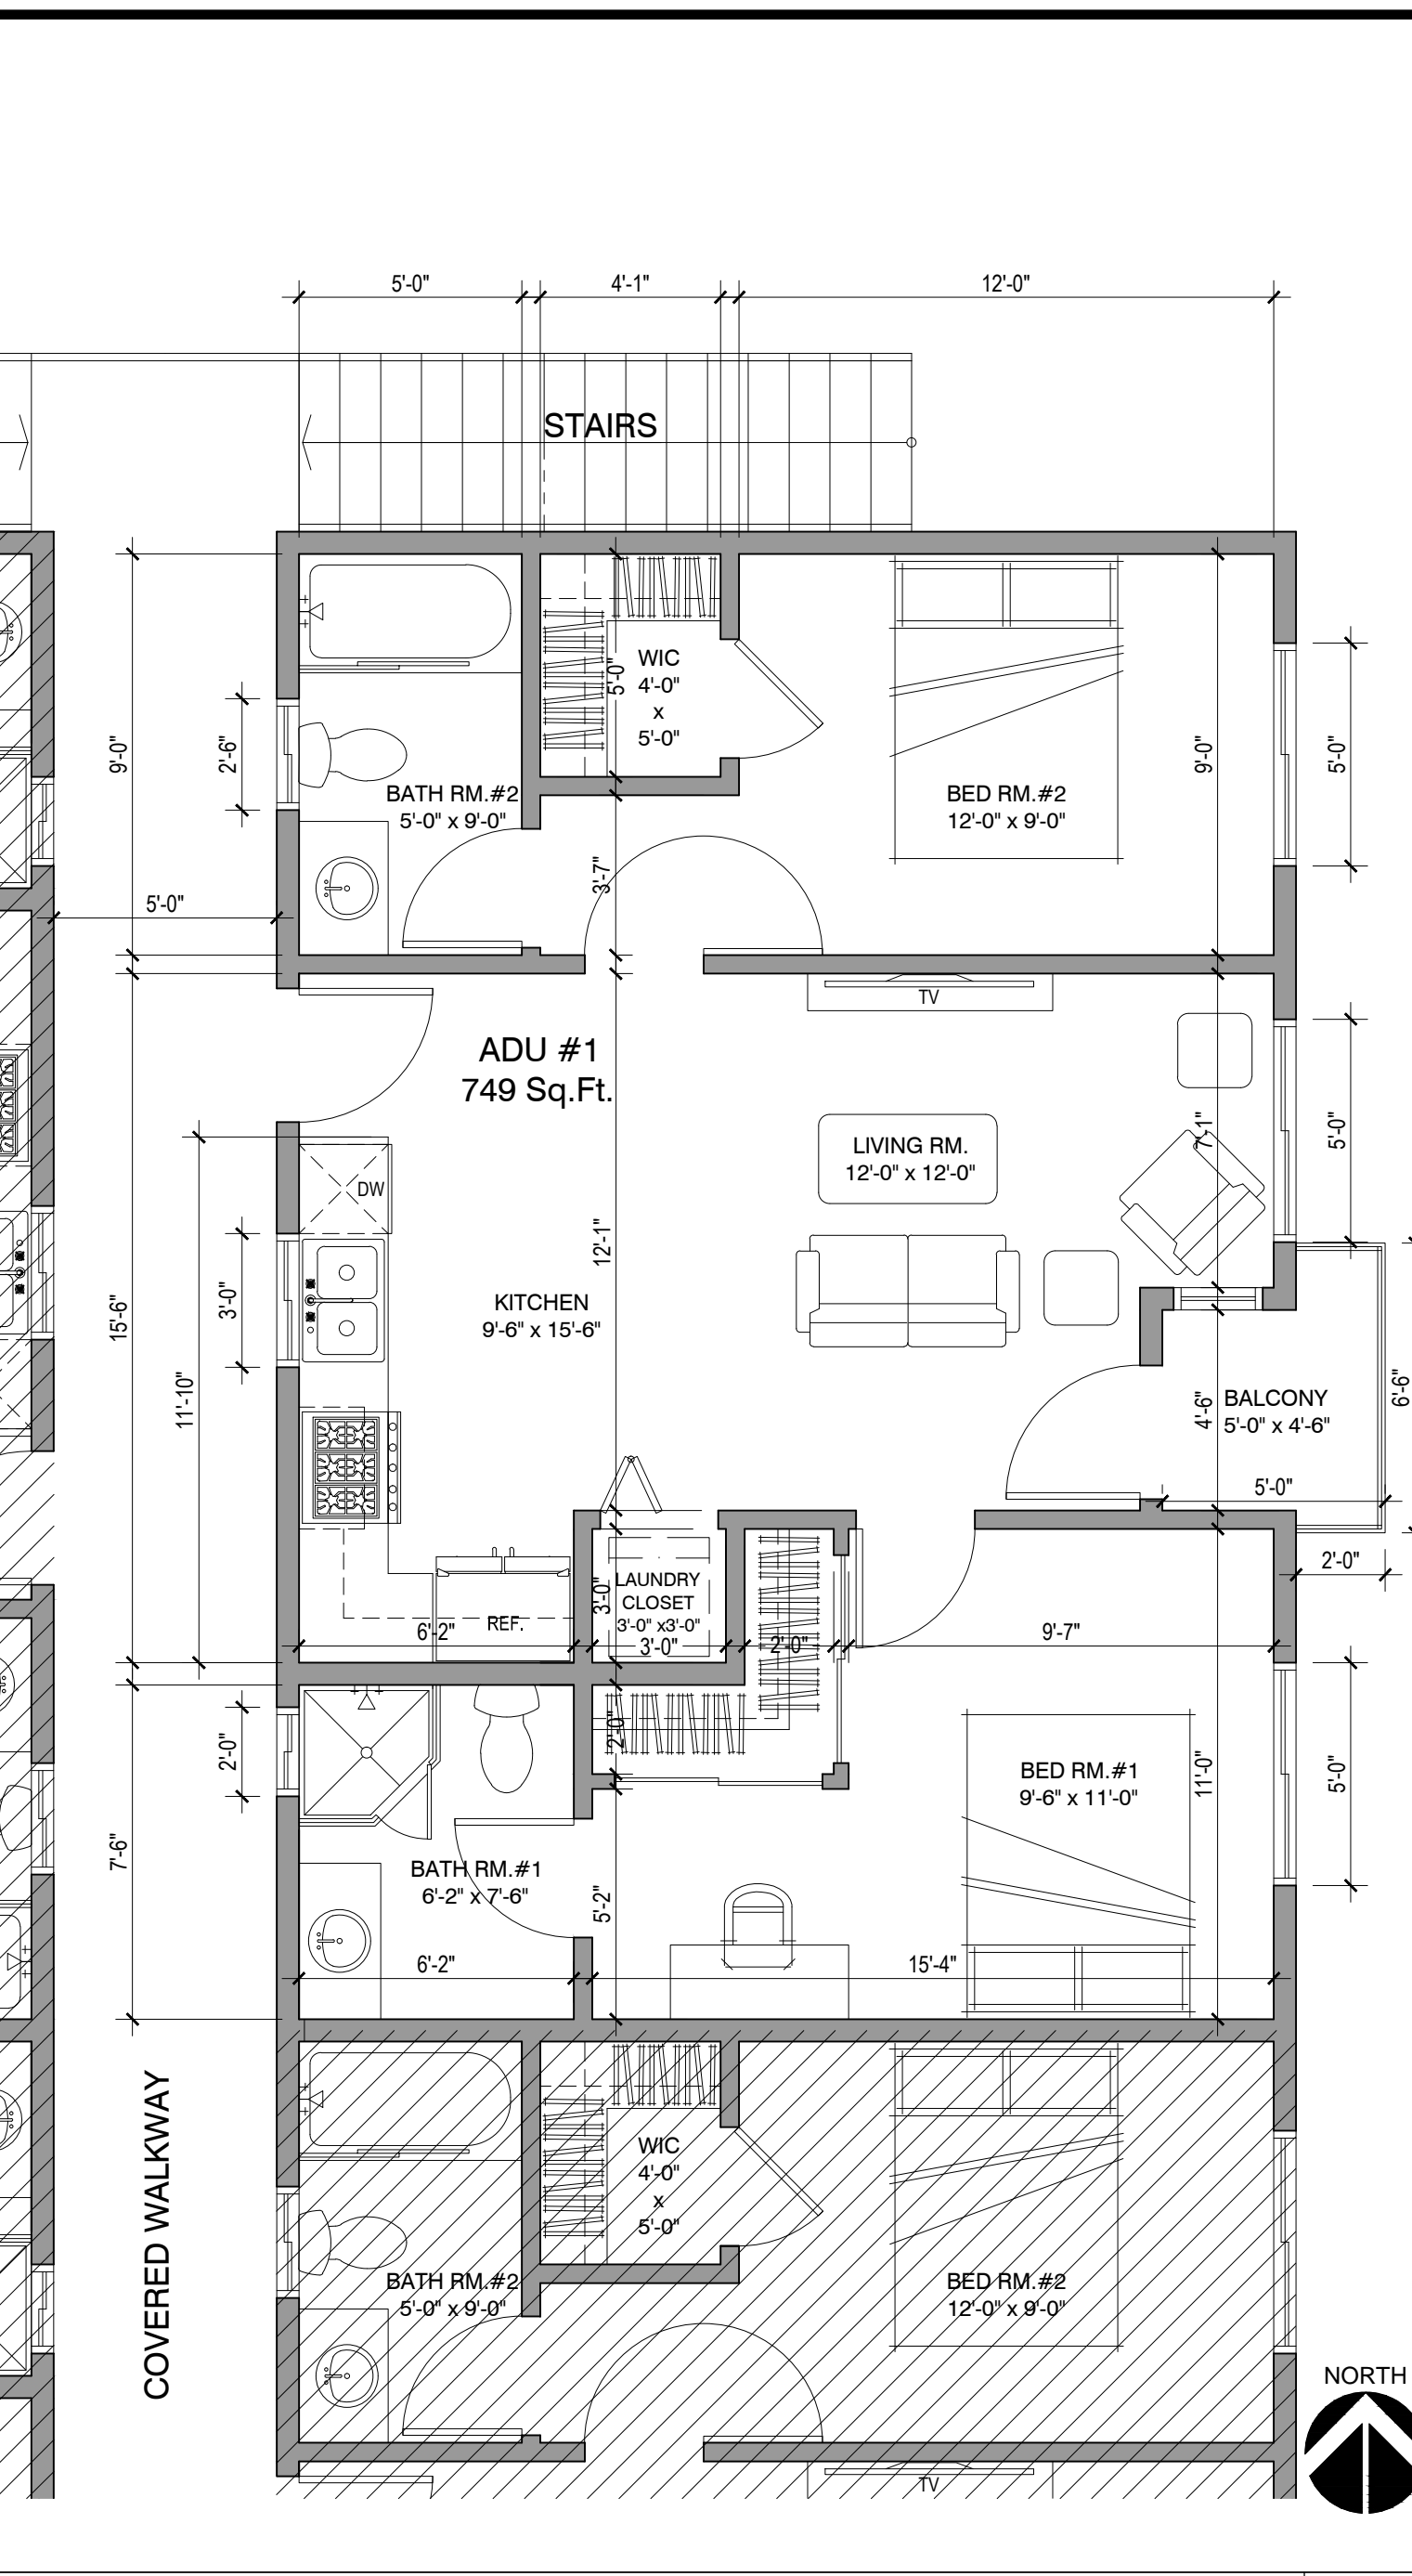 5'-0"
4'-1"
12'-0"
STAIRS
WIC
4'-0"
x
5'-0"
5'-0"
9'-0"
2'-6"
BATH RM.#2
5'-0" x 9'-0"
BED RM.#2
12'-0" x 9'-0"
9'-0"
5'-0"
3'-7"
5'-0"
TV
ADU #1
749 Sq.Ft.
LIVING RM.
12'-0" x 12'-0"
7'-1"
5'-0"
DW
12'-1"
3'-0"
15'-6"
KITCHEN
9'-6" x 15'-6"
11'-10"
BALCONY
5'-0" x 4'-6"
4'-6"
6'-6"
5'-0"
2'-0"
LAUNDRY
CLOSET
3'-0" x3'-0"
3'-0"
REF.
6'-2"
3'-0"
2'-0"
9'-7"
2'-0"
2'-0"
BED RM.#1
9'-6" x 11'-0"
11'-0"
5'-0"
7'-6"
BATH RM.#1
6'-2" x 7'-6"
5'-2"
6'-2"
15'-4"
COVERED WALKWAY
WIC
4'-0"
x
5'-0"
BATH RM.#2
5'-0" x 9'-0"
BED RM.#2
12'-0" x 9'-0"
NORTH
TV